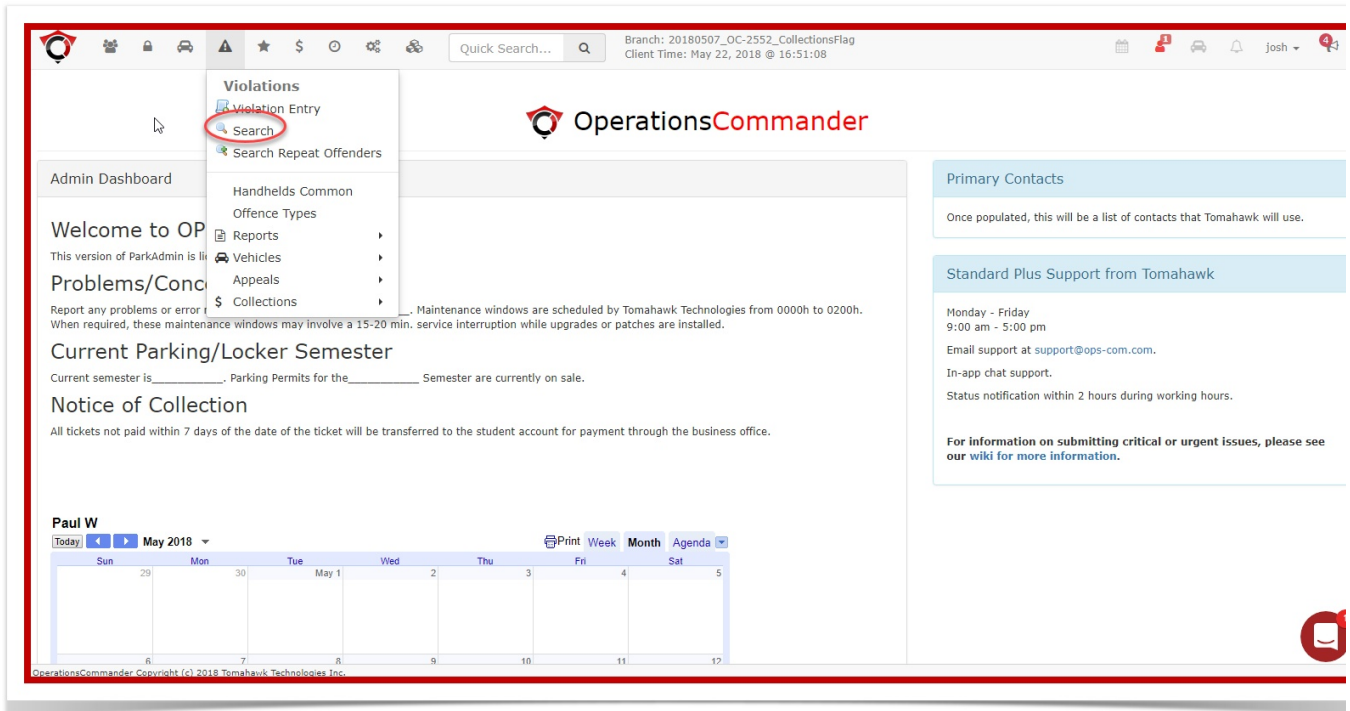 Quick Search...
Branch: 20180507_OC-2552_CollectionsFlag
Client Time: May 22, 2018 @ 16:51:08
1
josh
4
Violations
Violation Entry
Search
Search Repeat Offenders
Handhelds Common
Offence Types
Reports
Vehicles
Appeals
$ Collections
OperationsCommander
Admin Dashboard
Welcome to OP
This version of ParkAdmin is li
Problems/Conc
Report any problems or error
__. Maintenance windows are scheduled by Tomahawk Technologies from 0000h to 0200h.
When required, these maintenance windows may involve a 15-20 min. service interruption while upgrades or patches are installed.
Current Parking/Locker Semester
Current semester is___________. Parking Permits for the____________ Semester are currently on sale.
Notice of Collection
All tickets not paid within 7 days of the date of the ticket will be transferred to the student account for payment through the business office.
Primary Contacts
Once populated, this will be a list of contacts that Tomahawk will use.
Standard Plus Support from Tomahawk
Monday - Friday
9:00 am - 5:00 pm
Email support at support@ops-com.com.
In-app chat support.
Status notification within 2 hours during working hours.
For information on submitting critical or urgent issues, please see
our wiki for more information.
Paul W
Today May 2018 Print Week Month Agenda
Sun Mon Tue Wed Thu Fri Sat
29 30 May 1 2 3 4 5
6 7 8 9 10 11 12
OperationsCommander Copyright (c) 2018 Tomahawk Technologies Inc.